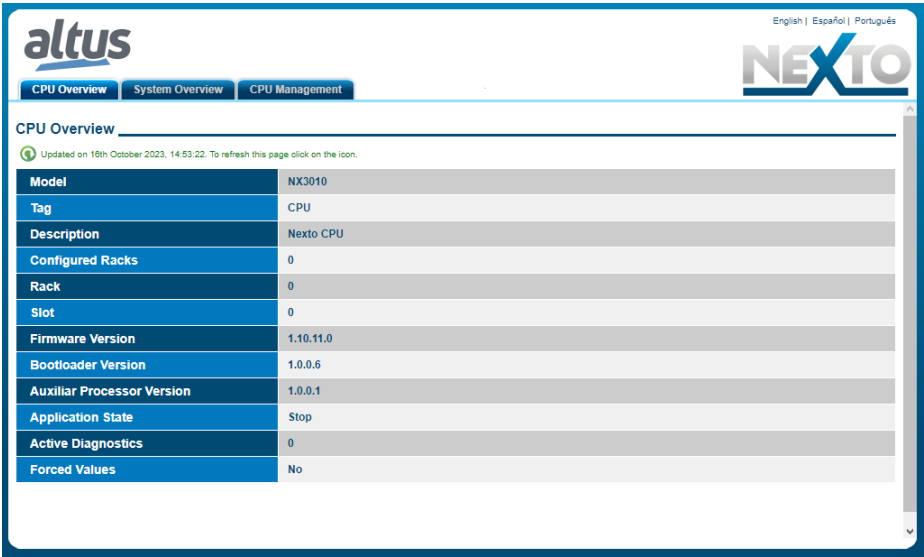 English | Español | Português
altus
NEXTO
CPU Overview System Overview CPU Management
CPU Overview
Updated on 16th October 2023, 14:53:22. To refresh this page click on the icon.
Model NX3010
Tag CPU
Description Nexto CPU
Configured Racks 0
Rack 0
Slot 0
Firmware Version 1.10.11.0
Bootloader Version 1.0.0.6
Auxiliar Processor Version 1.0.0.1
Application State Stop
Active Diagnostics 0
Forced Values No